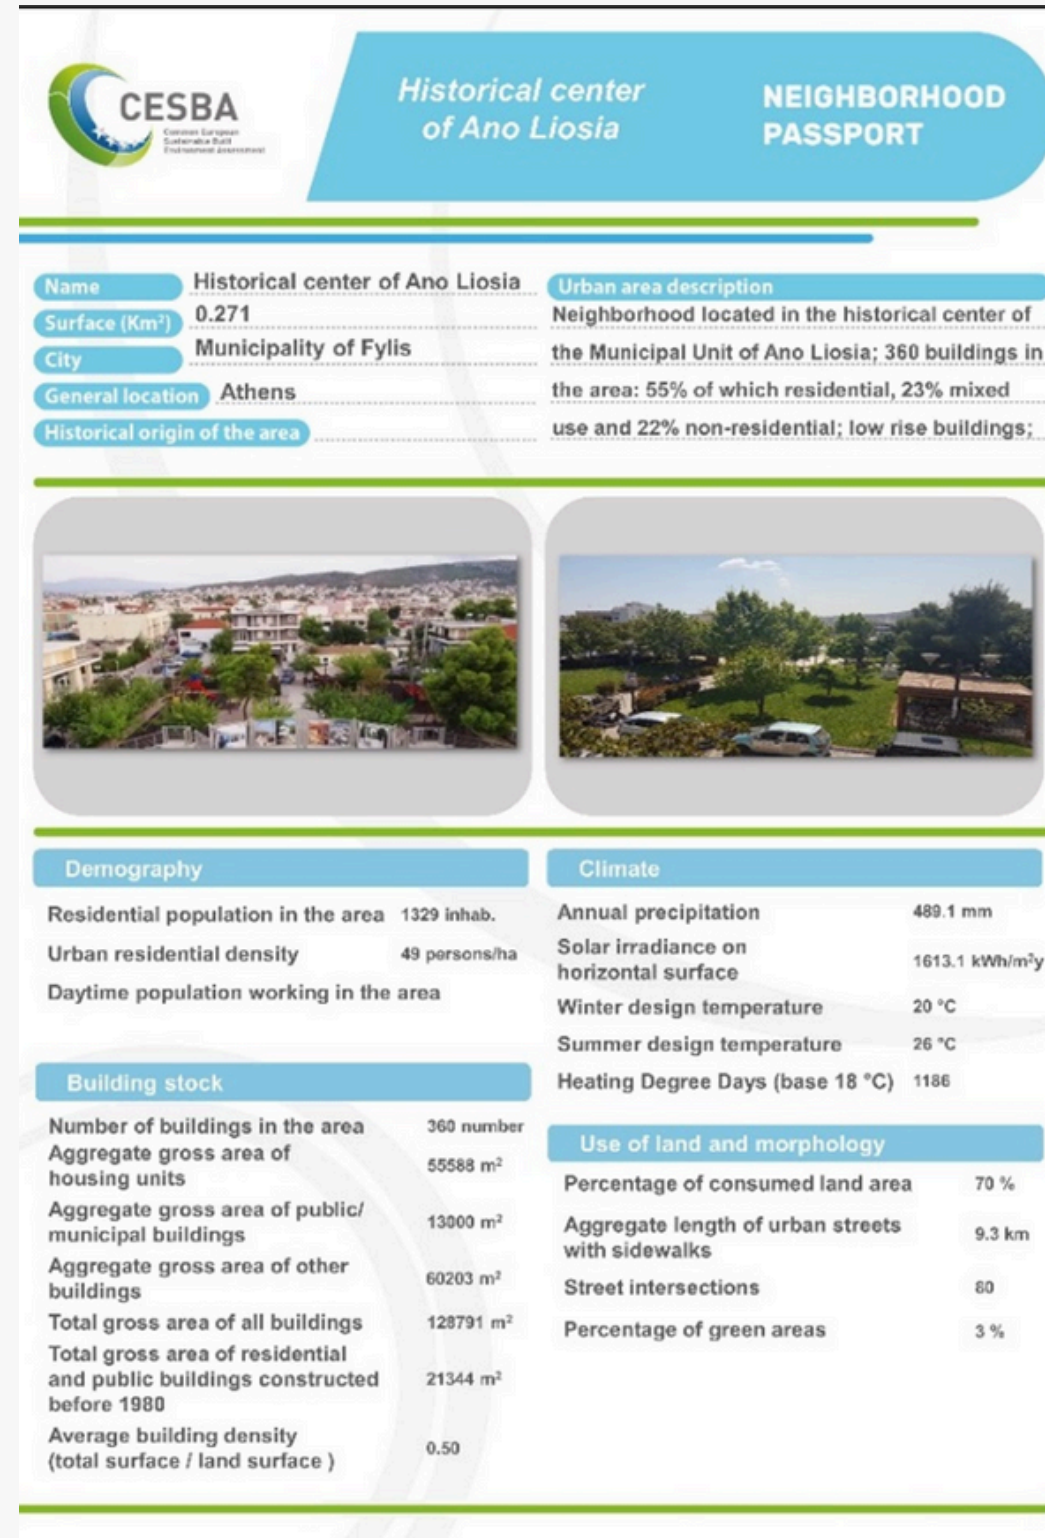 CESBA
Common European
Sustainable Built
Environment Assessment
Historical center
of Ano Liosia
NEIGHBORHOOD
PASSPORT
Name Historical center of Ano Liosia
Surface (Km²) 0.271
City Municipality of Fylis
General location Athens
Historical origin of the area
Urban area description
Neighborhood located in the historical center of
the Municipal Unit of Ano Liosia; 360 buildings in
the area: 55% of which residential, 23% mixed
use and 22% non-residential; low rise buildings;
Demography
Residential population in the area 1329 inhab.
Urban residential density 49 persons/ha
Daytime population working in the area
Building stock
Number of buildings in the area 360 number
Aggregate gross area of
housing units 55588 m²
Aggregate gross area of public/
municipal buildings 13000 m²
Aggregate gross area of other
buildings 60203 m²
Total gross area of all buildings 128791 m²
Total gross area of residential
and public buildings constructed 21344 m²
before 1980
Average building density
(total surface / land surface ) 0.50
Climate
Annual precipitation 489.1 mm
Solar irradiance on
horizontal surface 1613.1 kWh/m²y
Winter design temperature 20 °C
Summer design temperature 26 °C
Heating Degree Days (base 18 °C) 1186
Use of land and morphology
Percentage of consumed land area 70 %
Aggregate length of urban streets
with sidewalks 9.3 km
Street intersections 80
Percentage of green areas 3 %